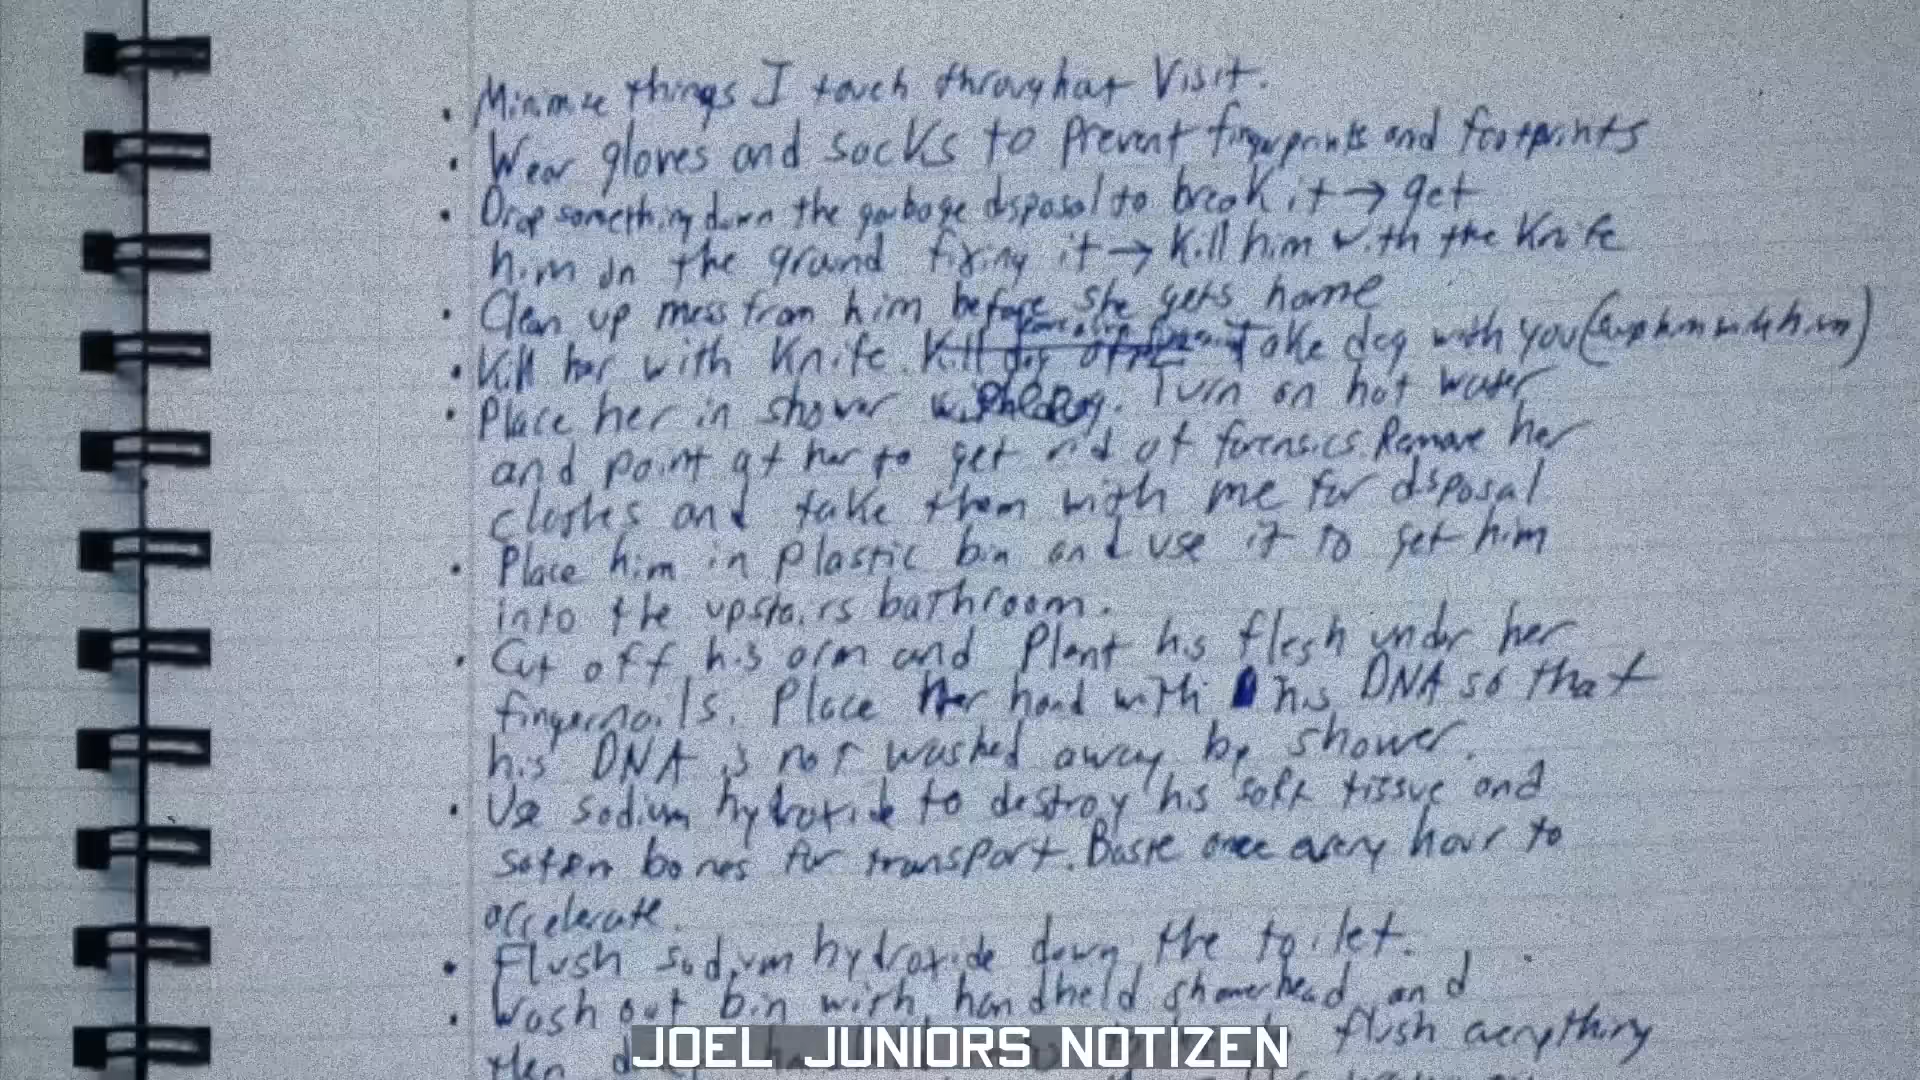 • Minimize things I touch throughout Visit.
• Wear gloves and socks to prevent fingerprints and footprints
• Drop something down the garbage disposal to break it → get
him on the ground fixing it → Kill him with the Knife
• Clean up mess from him before she gets home
• Kill her with Knife. Kill dog after Take dog with you
• Place her in shower. Turn on hot water
and point at her to get rid of forensics. Remove her
clothes and take them with me for disposal
• Place him in plastic bin and use it to get him
into the upstairs bathroom.
• Cut off his arm and Plant his flesh under her
fingernails. Place her hand with his DNA so that
his DNA is not washed away by shower.
• Use sodium hydroxide to destroy his soft tissue and
soften bones for transport. Baste once every hour to
accelerate.
• Flush sodium hydroxide down the toilet.
• Wash out bin with handheld showerhead and
then flush everything
JOEL JUNIORS NOTIZEN